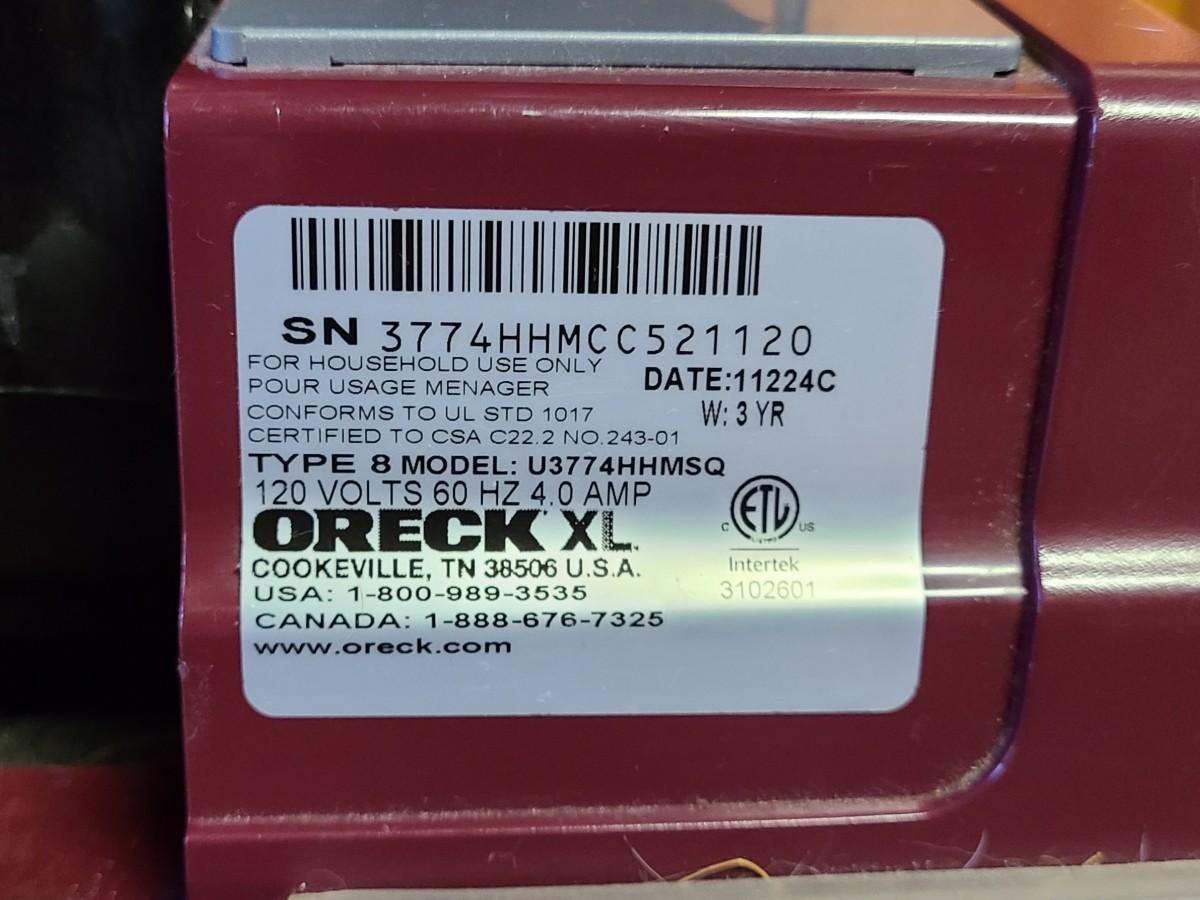 SN 3774HHMCC521120
FOR HOUSEHOLD USE ONLY
POUR USAGE MENAGER
DATE:11224C
CONFORMS TO UL STD 1017
W: 3 YR
CERTIFIED TO CSA C22.2 NO.243-01
TYPE 8 MODEL: U3774HHMSQ
120 VOLTS 60 HZ 4.0 AMP
ORECK XL
C ETL US
COOKEVILLE, TN 38506 U.S.A.
Intertek
USA: 1-800-989-3535
3102601
CANADA: 1-888-676-7325
www.oreck.com